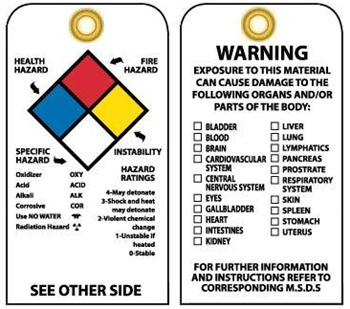 HEALTH
HAZARD
FIRE
HAZARD
SPECIFIC
HAZARD
INSTABILITY
Oxidizer OXY
Acid ACID
Alkali ALK
Corrosive COR
Use NO WATER W
Radiation Hazard
HAZARD
RATINGS
4-May detonate
3-Shock and heat
may detonate
2-Violent chemical
change
1-Unstable if
heated
0-Stable
SEE OTHER SIDE
WARNING
EXPOSURE TO THIS MATERIAL
CAN CAUSE DAMAGE TO THE
FOLLOWING ORGANS AND/OR
PARTS OF THE BODY:
BLADDER
BLOOD
BRAIN
CARDIOVASCULAR
SYSTEM
CENTRAL
NERVOUS SYSTEM
EYES
GALLBLADDER
HEART
INTESTINES
KIDNEY
LIVER
LUNG
LYMPHATICS
PANCREAS
PROSTRATE
RESPIRATORY
SYSTEM
SKIN
SPLEEN
STOMACH
UTERUS
FOR FURTHER INFORMATION
AND INSTRUCTIONS REFER TO
CORRESPONDING M.S.D.S